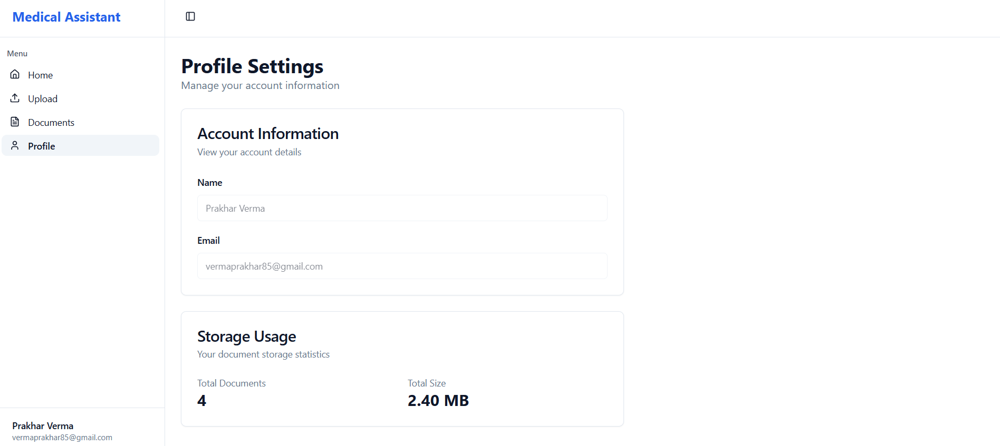 Medical Assistant
Menu
Home
Upload
Documents
Profile
Prakhar Verma
vermaprakhar85@gmail.com
Profile Settings
Manage your account information
Account Information
View your account details
Name
Prakhar Verma
Email
vermaprakhar85@gmail.com
Storage Usage
Your document storage statistics
Total Documents
4
Total Size
2.40 MB